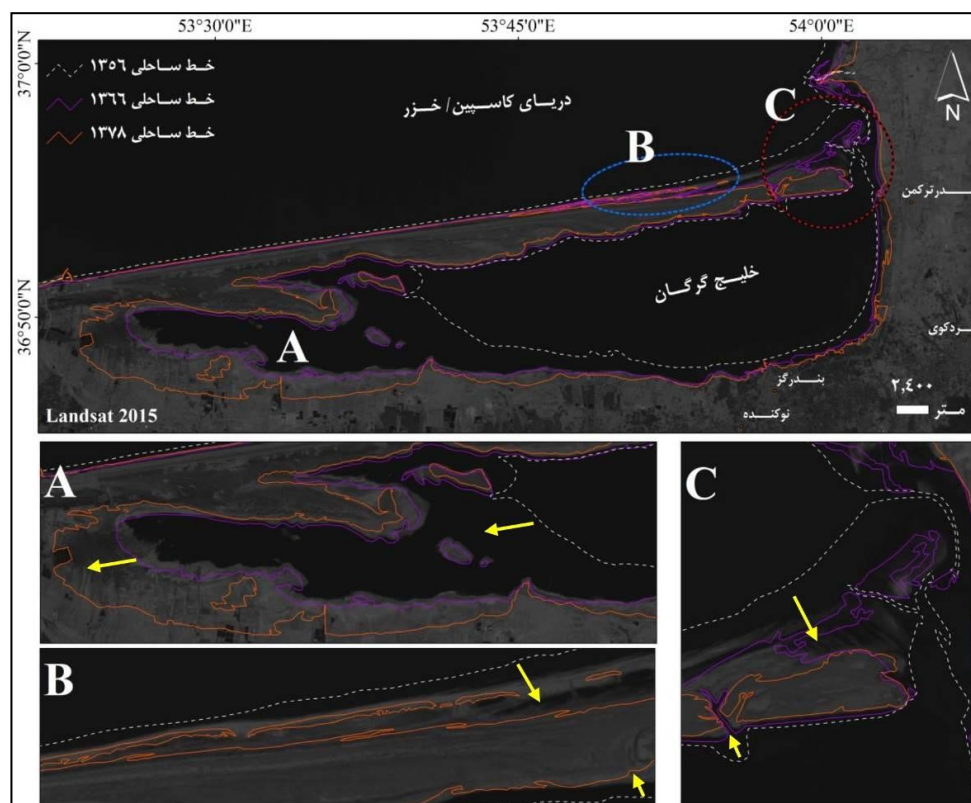 53°30'0"E
53°45'0"E
54°0'0"E
37°0'0"N
36°50'0"N
خط ساحلی ۱۳۵۶
خط ساحلی ۱۳۶۶
خط ساحلی ۱۳۷۸
دریای کاسپین/ خزر
C
N
B
درترکمن
خلیج گرگان
A
ردکوی
بندرگز
۲,٤۰۰
متر
نوکنده
Landsat 2015
A
C
B